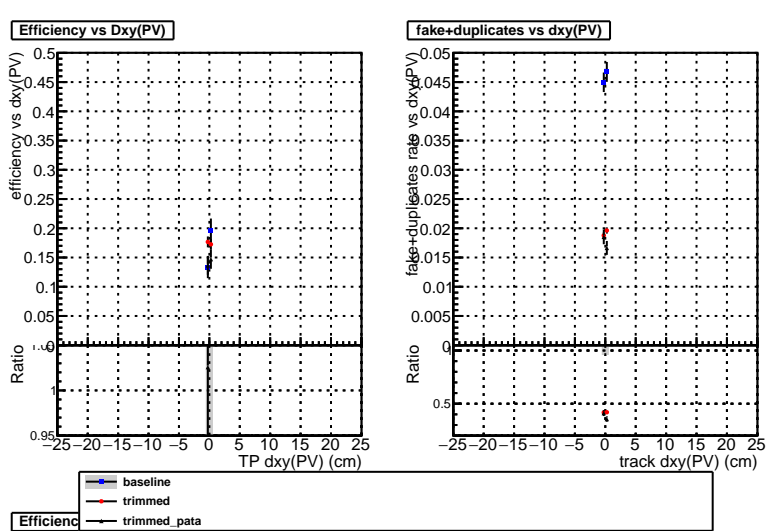 Efficiency vs Dxy(PV)
efficiency vs dxy(PV)
0.5
0.45
0.4
0.35
0.3
0.25
0.2
0.15
0.1
0.05
0
Ratio
1
0.95
−25 −20 −15 −10 −5 0 5 10 15 20 25
TP dxy(PV) (cm)
fake+duplicates vs dxy(PV)
fake+duplicates rate vs dxy(PV)
0.05
0.045
0.04
0.035
0.03
0.025
0.02
0.015
0.01
0.005
0
Ratio
1
0.5
−25 −20 −15 −10 −5 0 5 10 15 20 25
track dxy(PV) (cm)
baseline
trimmed
trimmed_pata
Efficienc